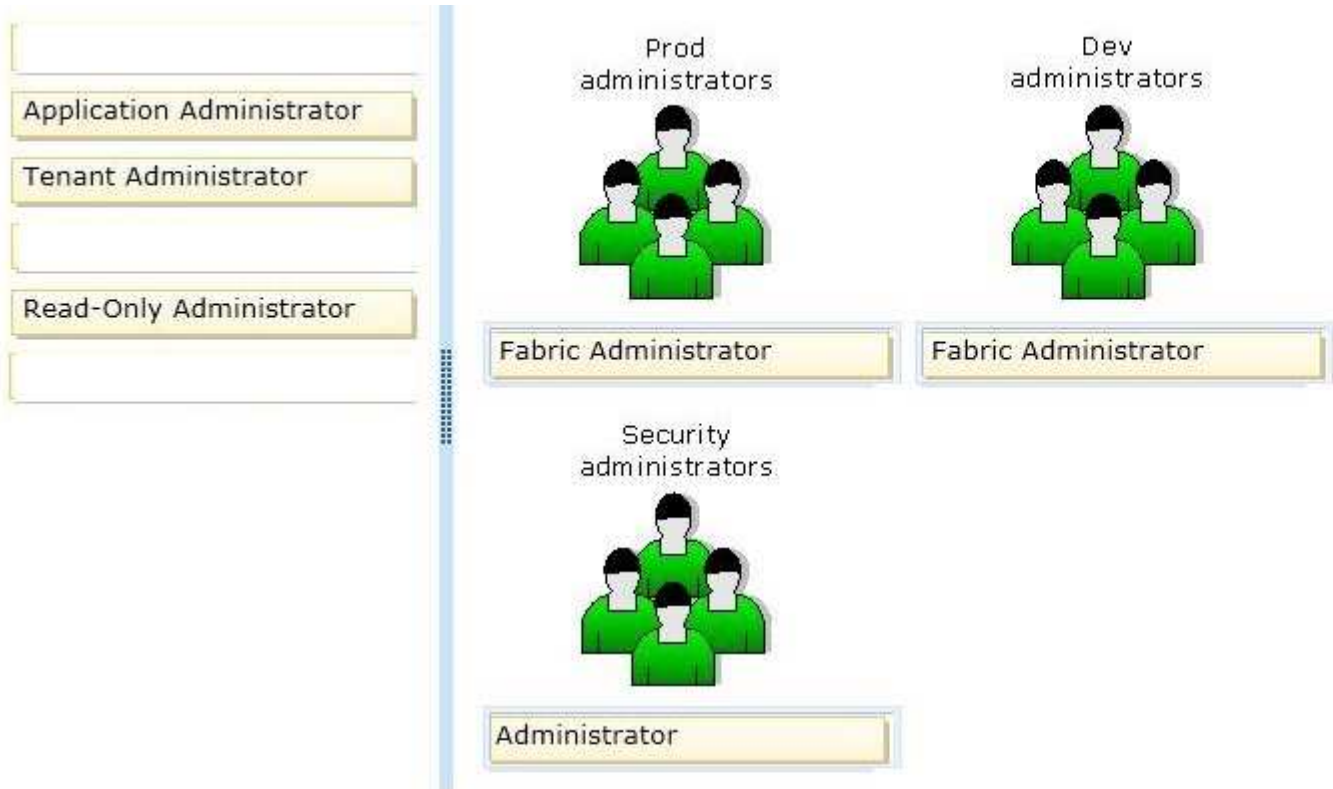 Application Administrator
Tenant Administrator
Read-Only Administrator
Prod
administrators
Dev
administrators
Fabric Administrator
Fabric Administrator
Security
administrators
Administrator